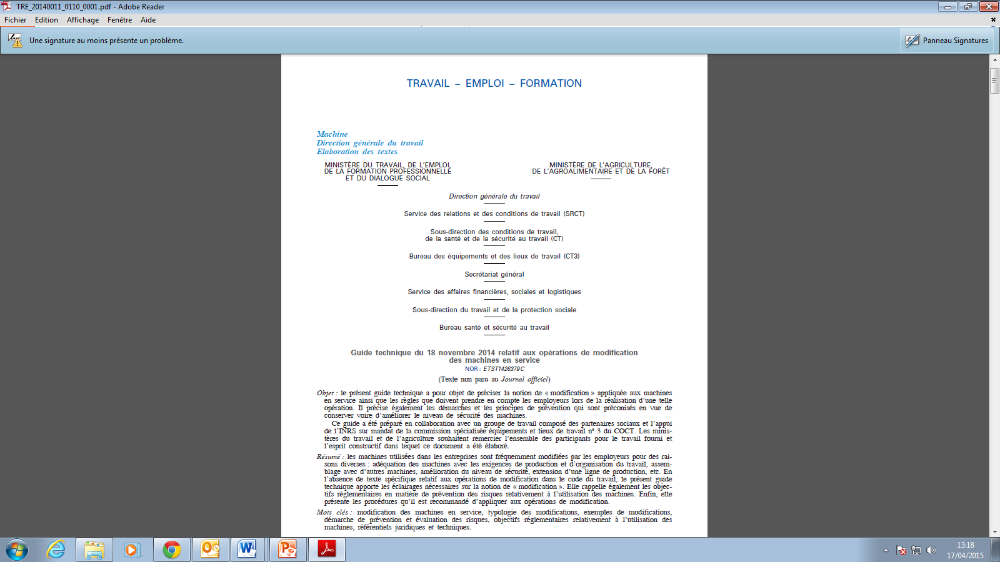 TRE_20140011_0110_0001.pdf - Adobe Reader
Fichier Edition Affichage Fenêtre Aide
Une signature au moins présente un problème.
Panneau Signatures
TRAVAIL – EMPLOI – FORMATION
Machine
Direction générale du travail
Elaboration des textes
MINISTÈRE DU TRAVAIL, DE L'EMPLOI,
DE LA FORMATION PROFESSIONNELLE
ET DU DIALOGUE SOCIAL
MINISTÈRE DE L'AGRICULTURE,
DE L'AGROALIMENTAIRE ET DE LA FORÊT
Direction générale du travail
Service des relations et des conditions de travail (SRCT)
Sous-direction des conditions de travail,
de la santé et de la sécurité au travail (CT)
Bureau des équipements et des lieux de travail (CT3)
Secrétariat général
Service des affaires financières, sociales et logistiques
Sous-direction du travail et de la protection sociale
Bureau santé et sécurité au travail
Guide technique du 18 novembre 2014 relatif aux opérations de modification
des machines en service
NOR : ETST1426379C
(Texte non paru au Journal officiel)
Objet : le présent guide technique a pour objet de préciser la notion de « modification » appliquée aux machines
en service ainsi que les règles que doivent prendre en compte les employeurs lors de la réalisation d'une telle
opération. Il précise également les démarches et les principes de prévention qui sont préconisés en vue de
conserver voire d'améliorer le niveau de sécurité des machines.
Ce guide a été préparé en collaboration avec un groupe de travail composé des partenaires sociaux et l'appui
de l'INRS sur mandat de la commission spécialisée équipements et lieux de travail n° 3 du COCT. Les minis-
tères du travail et de l'agriculture souhaitent remercier l'ensemble des participants pour le travail fourni et
l'esprit constructif dans lequel ce document a été élaboré.
Résumé : les machines utilisées dans les entreprises sont fréquemment modifiées par les employeurs pour des rai-
sons diverses : adéquation des machines avec les exigences de production et d'organisation du travail, assem-
blage avec d'autres machines, amélioration du niveau de sécurité, extension d'une ligne de production, etc. En
l'absence de texte spécifique relatif aux opérations de modification dans le code du travail, le présent guide
technique apporte les éclairages nécessaires sur la notion de « modification ». Elle rappelle également les objec-
tifs réglementaires en matière de prévention des risques relativement à l'utilisation des machines. Enfin, elle
présente les procédures qu'il est recommandé d'appliquer aux opérations de modification.
Mots clés : modification des machines en service, typologie des modifications, exemples de modifications,
démarche de prévention et évaluation des risques, objectifs réglementaires relativement à l'utilisation des
machines, référentiels juridiques et techniques.
13:18
17/04/2015